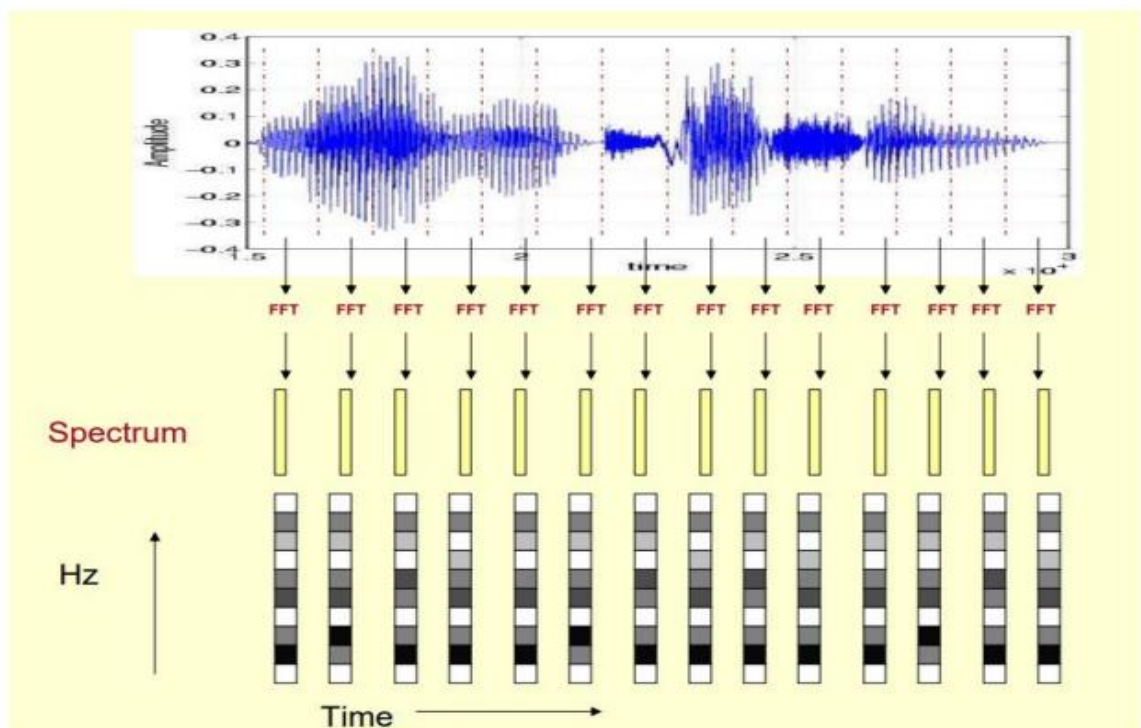 0.4
0.3
0.2
0.1
0
-0.1
-0.2
-0.3
-0.4
Amplitude
1.5 2 2.5 3
time
x 10⁴
FFT FFT FFT FFT FFT FFT FFT FFT FFT FFT FFT FFT FFT FFT
Spectrum
Hz
Time